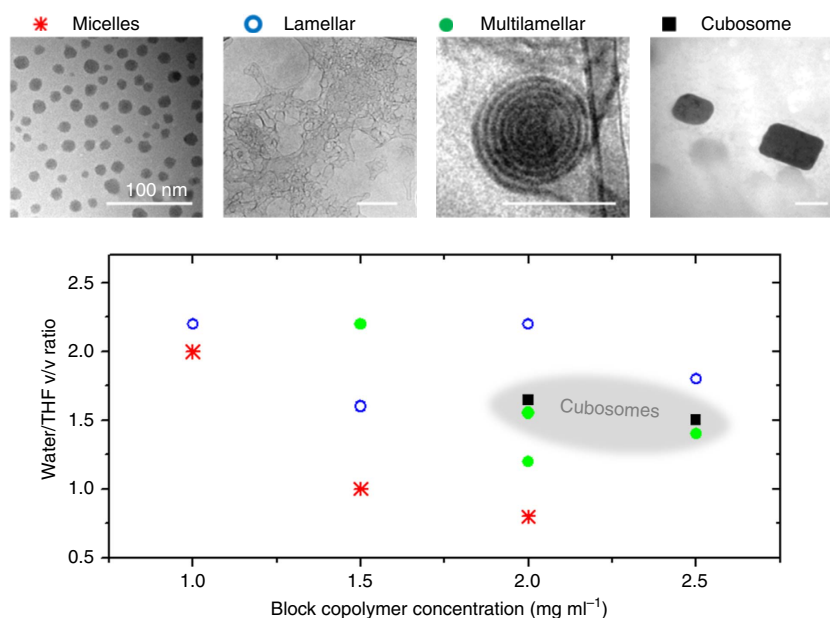 Micelles
Lamellar
Multilamellar
Cubosome
100 nm
2.5
2.0
1.5
1.0
0.5
Water/THF v/v ratio
Cubosomes
1.0
1.5
2.0
2.5
Block copolymer concentration (mg ml⁻¹)